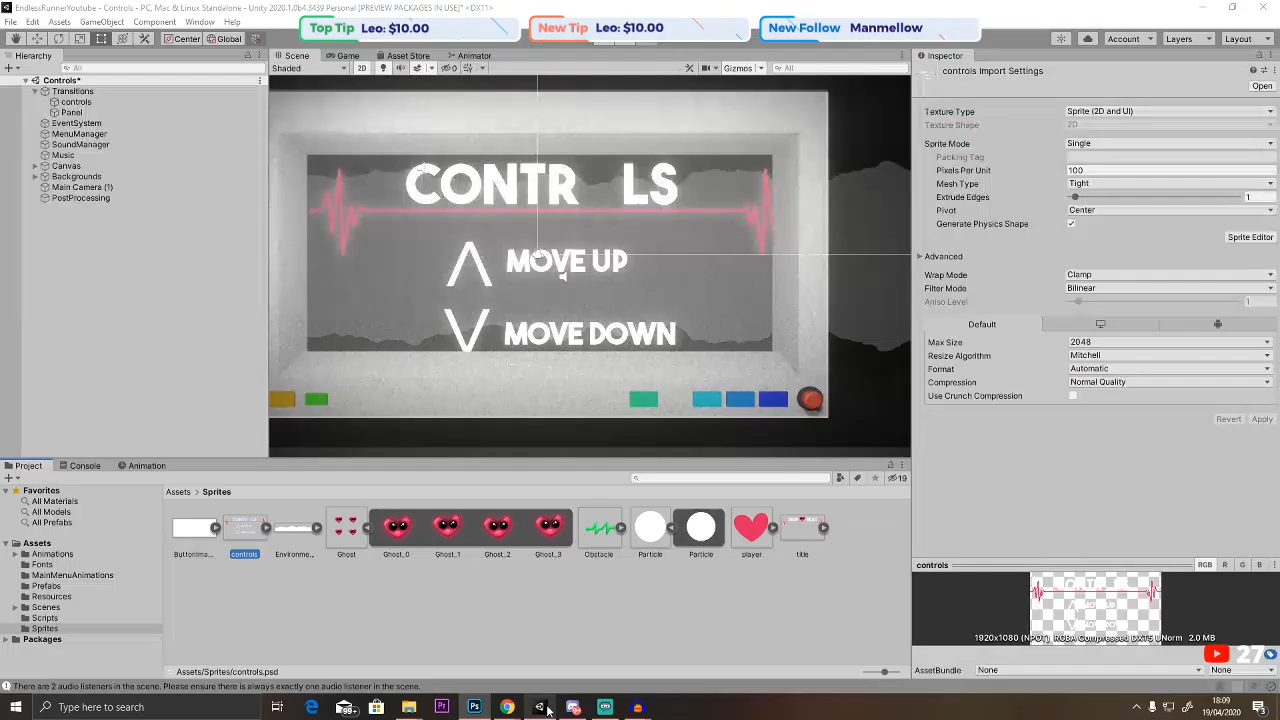 EndlessRunnerYoutube - Controls - PC, Mac & Linux Standalone - Unity 2020.1.0b4.3439 Personal [PREVIEW PACKAGES IN USE]* <DX11>
File Edit Assets GameObject Component Window Help
Top Tip Leo: $10.00 New Tip Leo: $10.00 New Follow Manmellow
Center Global Account Layers Layout
Hierarchy Scene Game Asset Store Animator Inspector
All Shaded 2D 0 Gizmos All
controls Import Settings
Open
Controls*
Transitions
controls
Panel
EventSystem
MenuManager
SoundManager
Music
Canvas
Backgrounds
Main Camera (1)
PostProcessing
CONTR LS
MOVE UP
MOVE DOWN
Texture Type Sprite (2D and UI)
Texture Shape 2D
Sprite Mode Single
Packing Tag
Pixels Per Unit 100
Mesh Type Tight
Extrude Edges 1
Pivot Center
Generate Physics Shape
Sprite Editor
Advanced
Wrap Mode Clamp
Filter Mode Bilinear
Aniso Level 1
Default
Max Size 2048
Resize Algorithm Mitchell
Format Automatic
Compression Normal Quality
Use Crunch Compression
Revert Apply
Project Console Animation
19
Favorites
All Materials
All Models
All Prefabs
Assets
Animations
Fonts
MainMenuAnimations
Prefabs
Resources
Scenes
Scripts
Sprites
Packages
Assets > Sprites
ButtonIma... controls Environme... Ghost Ghost_0 Ghost_1 Ghost_2 Ghost_3 Obstacle Particle Particle player title
Assets/Sprites/controls.psd
controls RGB R G B
1920x1080 (NPOT) RGBA Compressed DXT5 UNorm 2.0 MB
27
AssetBundle None None
There are 2 audio listeners in the scene. Please ensure there is always exactly one audio listener in the scene.
Type here to search
99+
18:09
19/04/2020